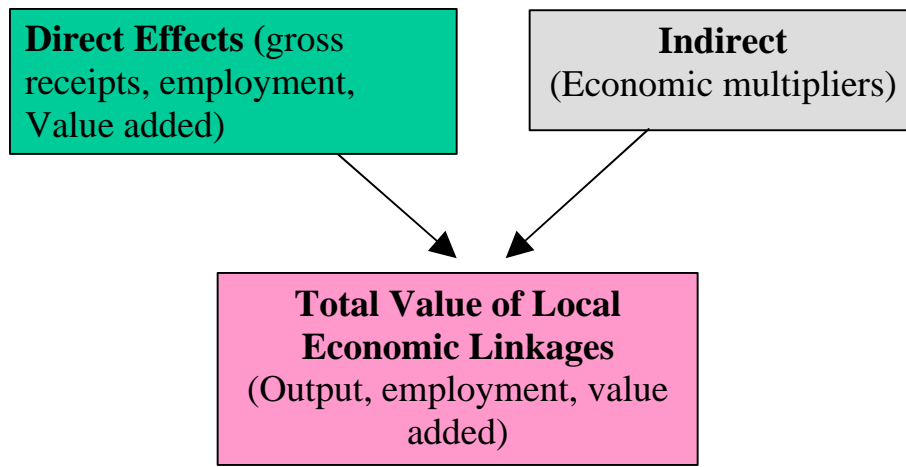 Direct Effects (gross
receipts, employment,
Value added)
Indirect
(Economic multipliers)
Total Value of Local
Economic Linkages
(Output, employment, value
added)